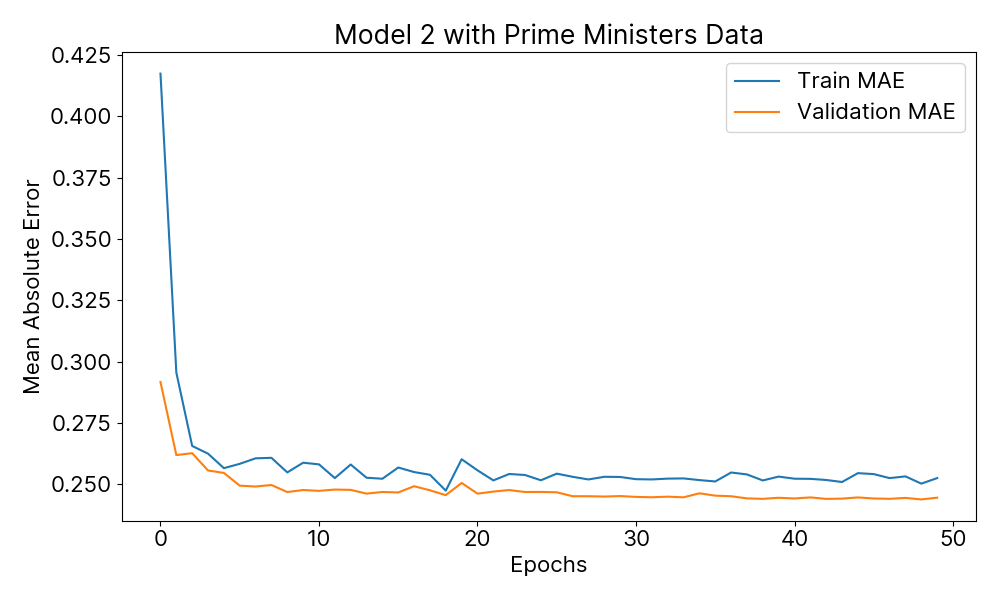 Model 2 with Prime Ministers Data
Mean Absolute Error
0.425
0.400
0.375
0.350
0.325
0.300
0.275
0.250
Train MAE
Validation MAE
0 10 20 30 40 50
Epochs